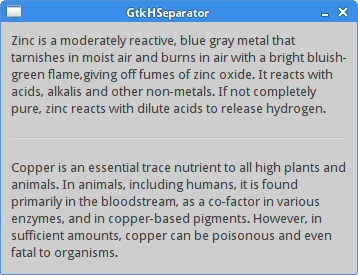 GtkHSeparator
Zinc is a moderately reactive, blue gray metal that
tarnishes in moist air and burns in air with a bright bluish-
green flame,giving off fumes of zinc oxide. It reacts with
acids, alkalis and other non-metals. If not completely
pure, zinc reacts with dilute acids to release hydrogen.
Copper is an essential trace nutrient to all high plants and
animals. In animals, including humans, it is found
primarily in the bloodstream, as a co-factor in various
enzymes, and in copper-based pigments. However, in
sufficient amounts, copper can be poisonous and even
fatal to organisms.